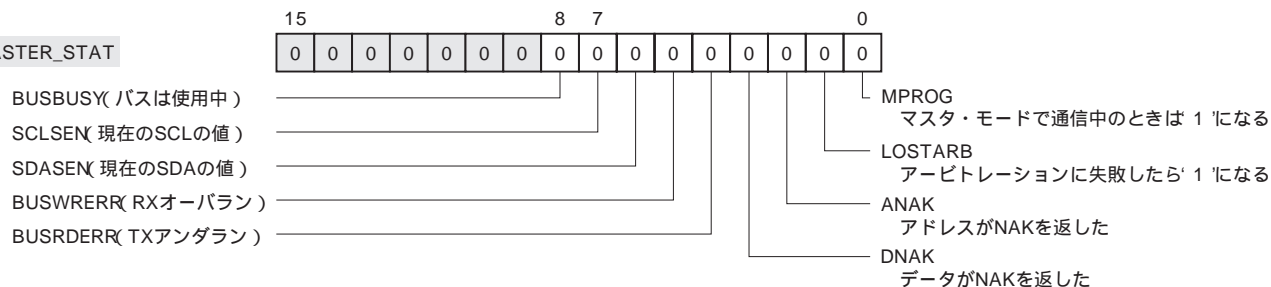 15 8 7 0
ASTER_STAT
0 0 0 0 0 0 0 0 0 0 0 0 0 0 0 0
BUSBUSY(バスは使用中)
SCLSEN(現在のSCLの値)
SDASEN(現在のSDAの値)
BUSWRERR(RXオーバラン)
BUSRDERR(TXアンダラン)
MPROG
マスタ・モードで通信中のときは‘1’になる
LOSTARB
アービトレーションに失敗したら‘1’になる
ANAK
アドレスがNAKを返した
DNAK
データがNAKを返した